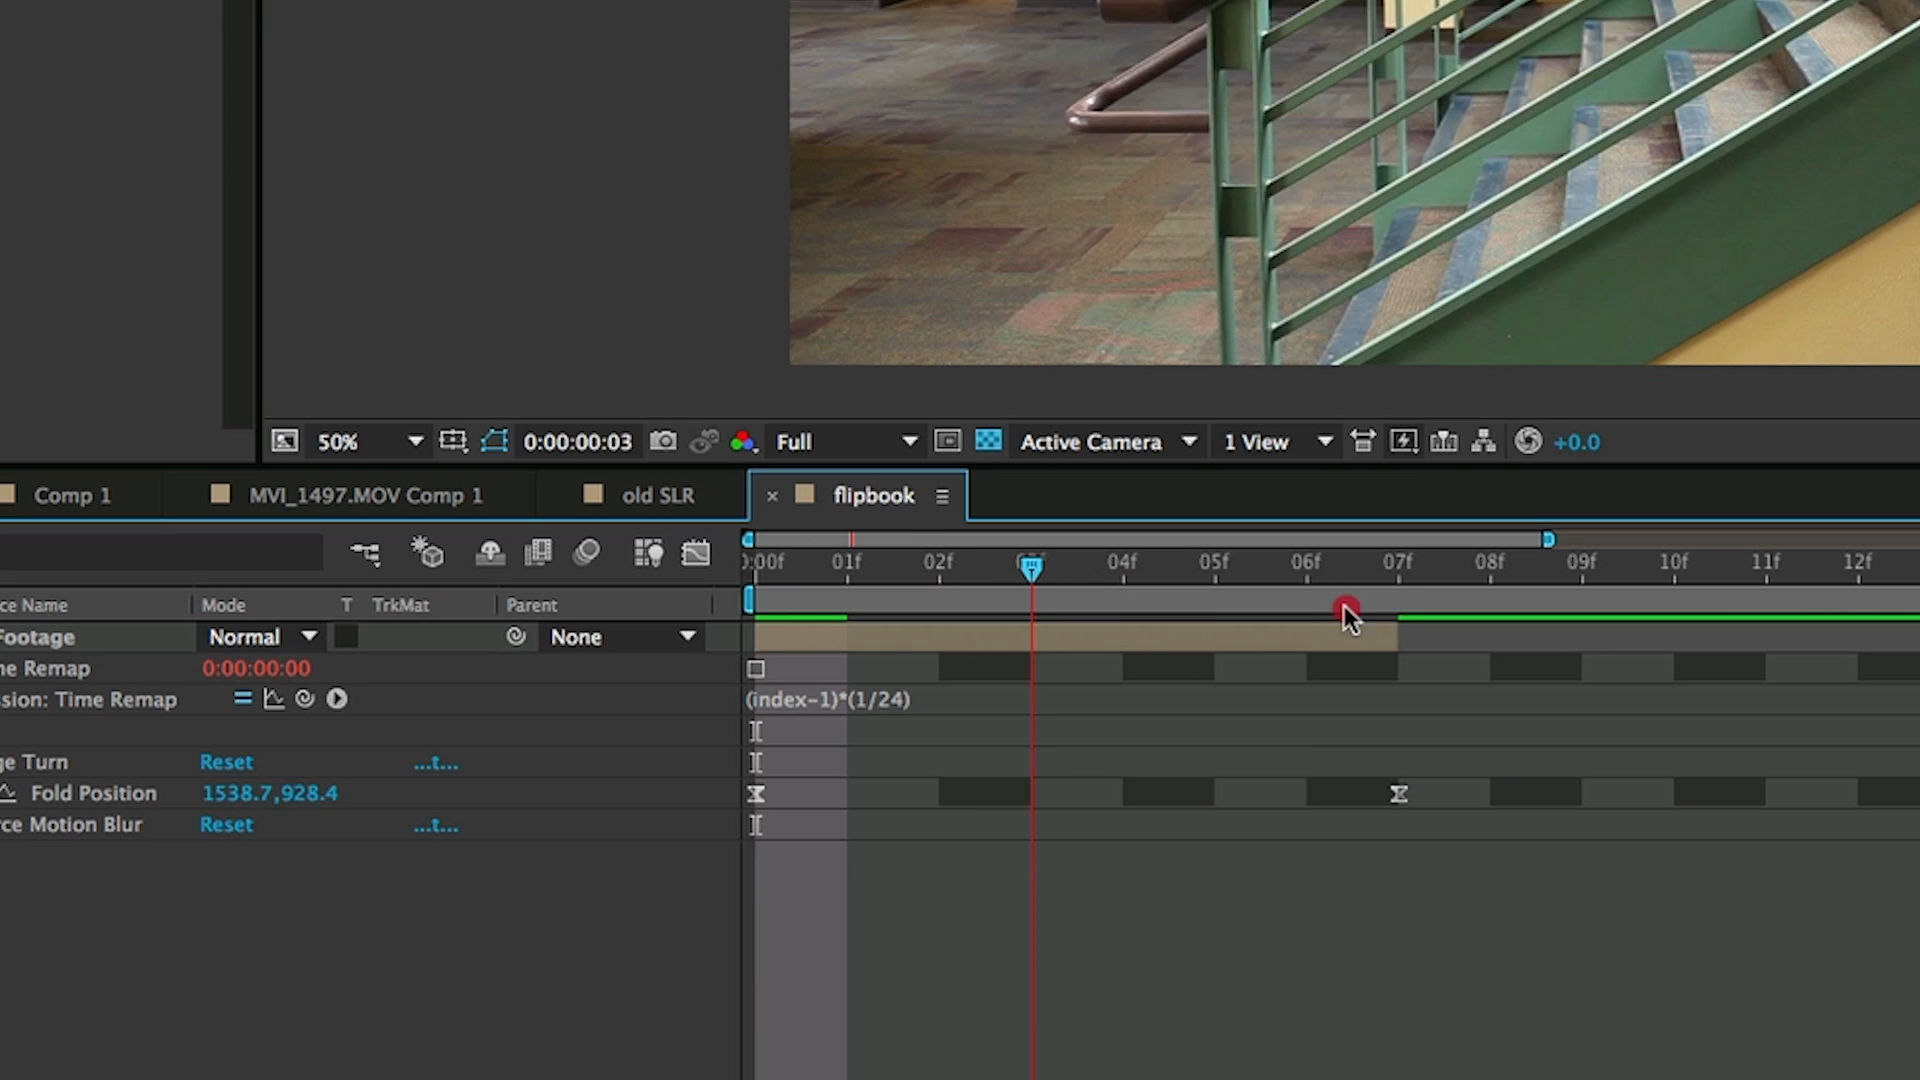 50% 0:00:00:03 Full Active Camera 1 View +0.0
Comp 1 MVI_1497.MOV Comp 1 old SLR × flipbook
):00f 01f 02f 04f 05f 06f 07f 08f 09f 10f 11f 12f
ce Name Mode T TrkMat Parent
Footage Normal None
ne Remap 0:00:00:00
sion: Time Remap (index-1)*(1/24)
ge Turn Reset ...t...
Fold Position 1538.7,928.4
rce Motion Blur Reset ...t...